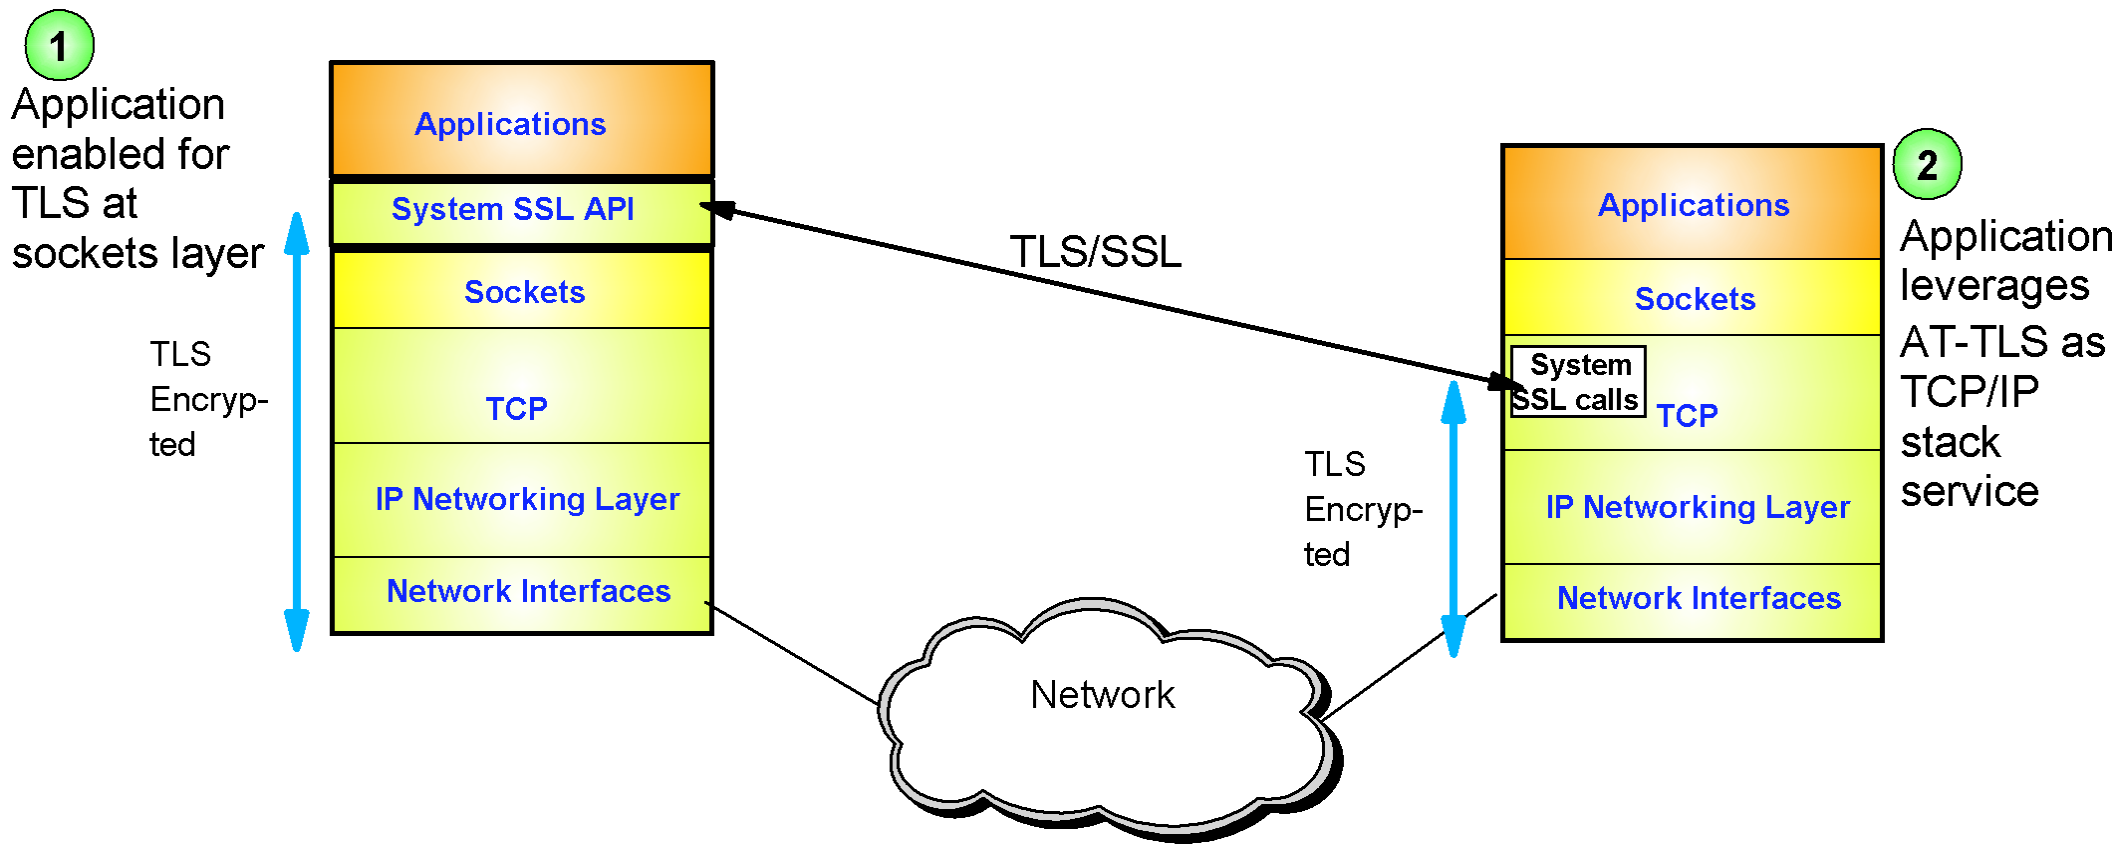 1
Application
enabled for
TLS at
sockets layer
Applications
System SSL API
Sockets
TCP
IP Networking Layer
Network Interfaces
TLS
Encryp-
ted
TLS/SSL
Network
2
Application
leverages
AT-TLS as
TCP/IP
stack
service
Applications
Sockets
System
SSL calls
TCP
IP Networking Layer
Network Interfaces
TLS
Encryp-
ted